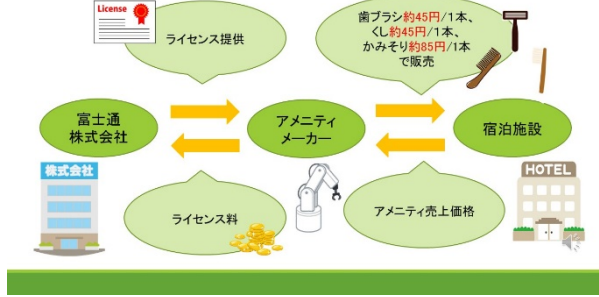 License
ライセンス提供
歯ブラシ約45円/1本、
くし約45円/1本、
かみそり約85円/1本
で販売
富士通
株式会社
アメニティ
メーカー
宿泊施設
株式会社
HOTEL
ライセンス料
アメニティ売上価格